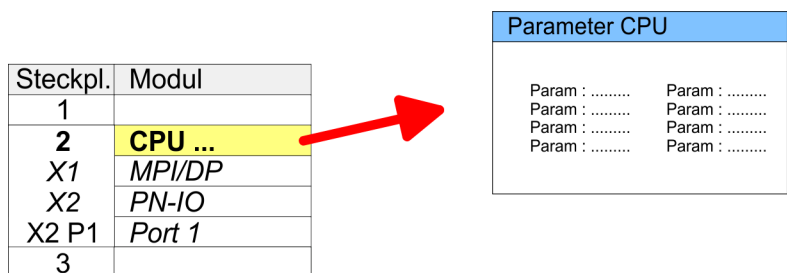 Parameter CPU
Param : ......... Param : .........
Param : ......... Param : .........
Param : ......... Param : .........
Param : ......... Param : .........
Steckpl. Modul
1
2 CPU ...
X1 MPI/DP
X2 PN-IO
X2 P1 Port 1
3